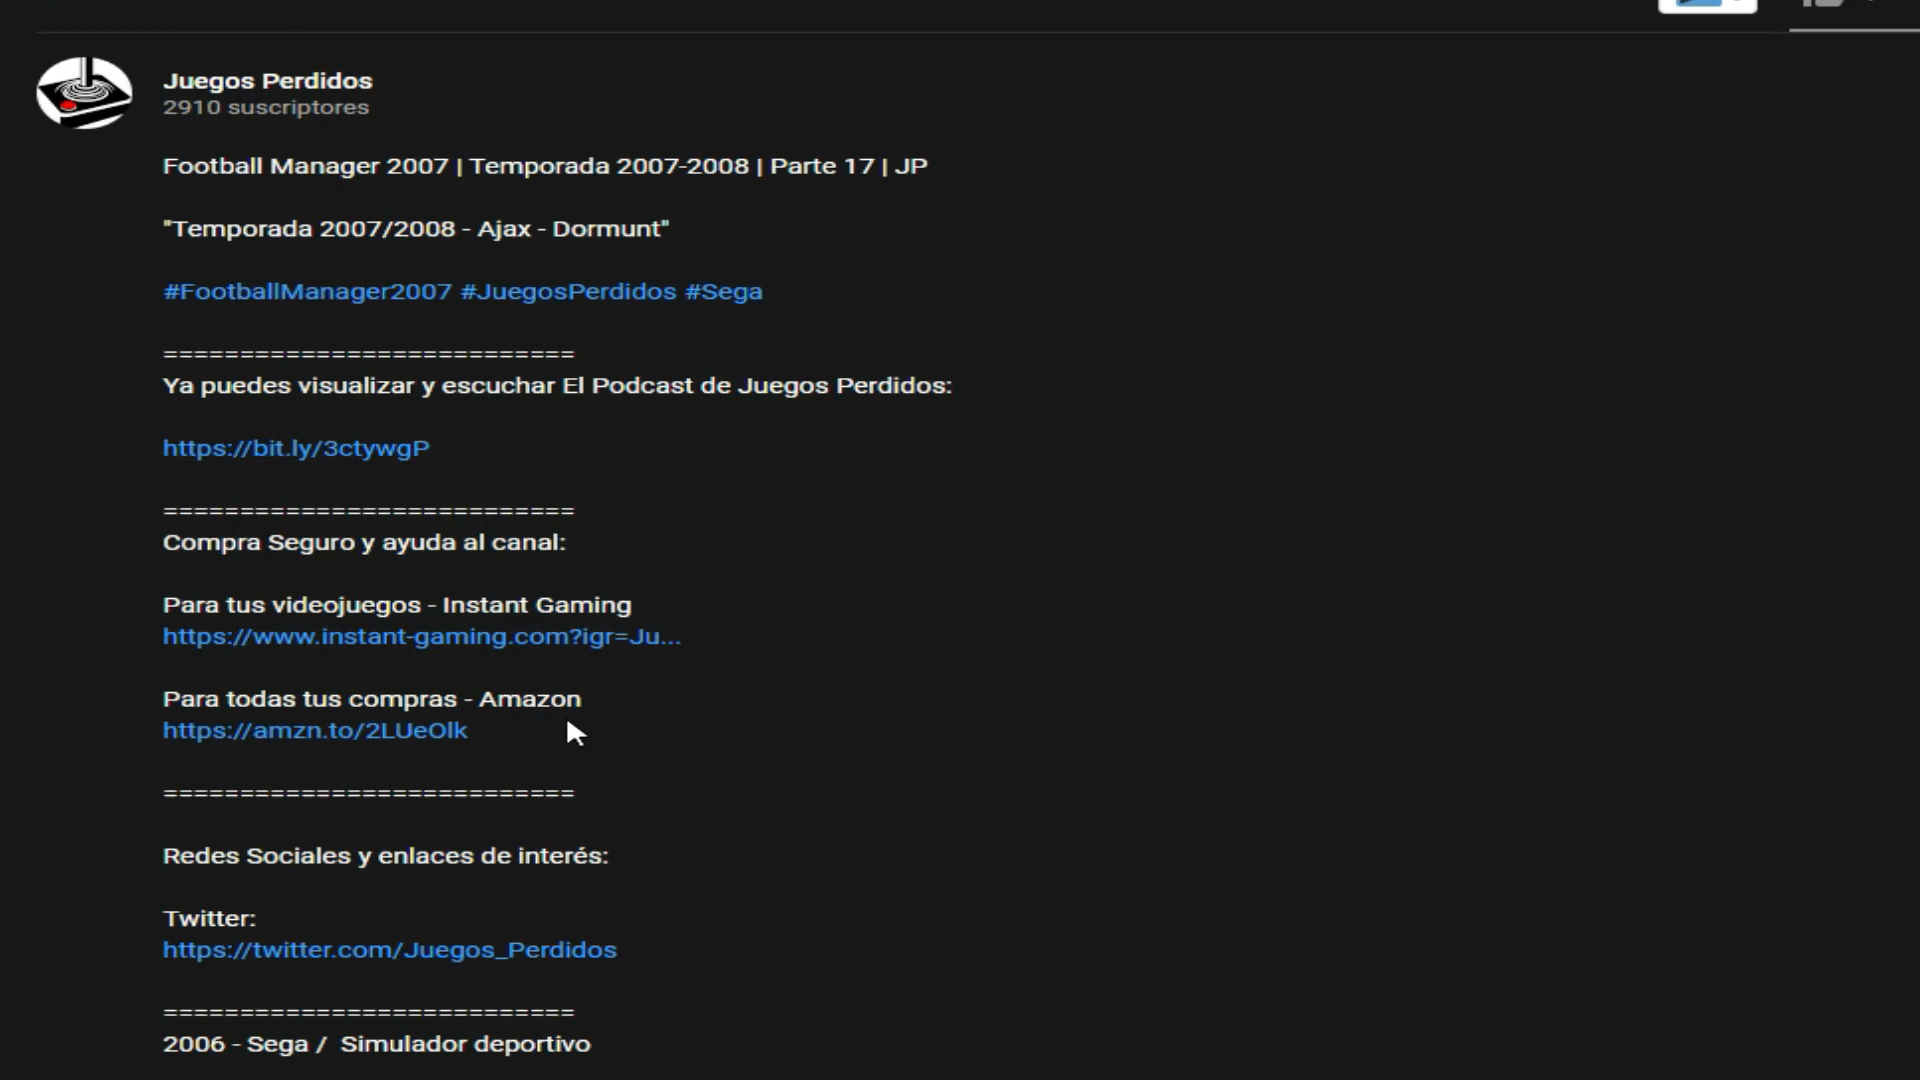 Juegos Perdidos
2910 suscriptores
Football Manager 2007 | Temporada 2007-2008 | Parte 17 | JP
"Temporada 2007/2008 - Ajax - Dormunt"
#FootballManager2007 #JuegosPerdidos #Sega
===========================
Ya puedes visualizar y escuchar El Podcast de Juegos Perdidos:
https://bit.ly/3ctywgP
===========================
Compra Seguro y ayuda al canal:
Para tus videojuegos - Instant Gaming
https://www.instant-gaming.com?igr=Ju...
Para todas tus compras - Amazon
https://amzn.to/2LUeOlk
===========================
Redes Sociales y enlaces de interés:
Twitter:
https://twitter.com/Juegos_Perdidos
===========================
2006 - Sega /  Simulador deportivo